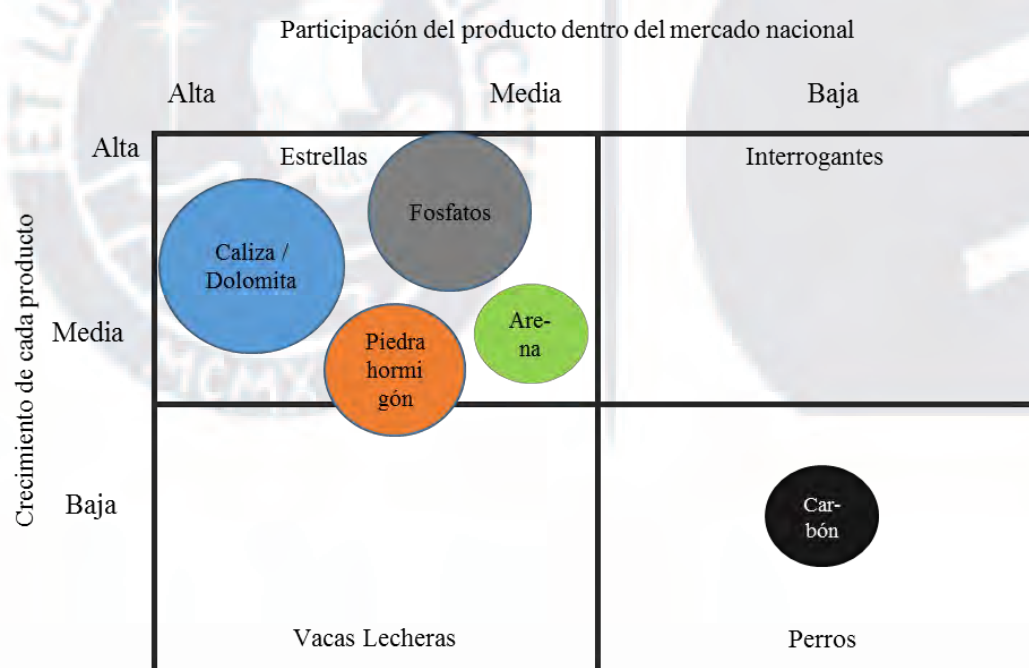 Participación del producto dentro del mercado nacional
Alta
Media
Baja
Alta
Estrellas
Interrogantes
Fosfatos
Caliza /
Dolomita
Crecimiento de cada producto
Media
Piedra
hormi
gón
Are-
na
Baja
Car-
bón
Vacas Lecheras
Perros